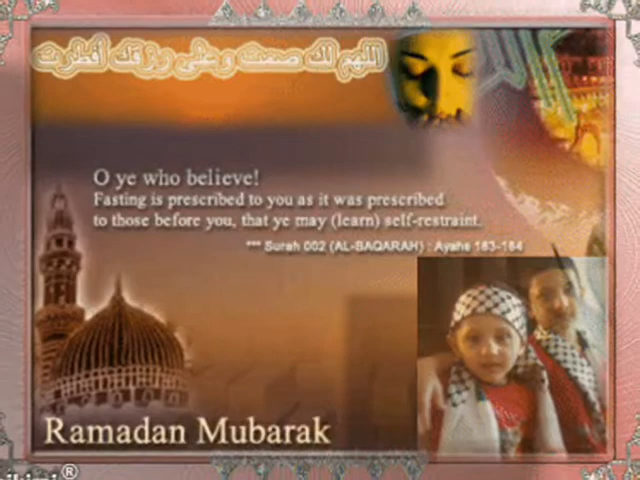 اللهم لك صمت وعلى رزقك أفطرت
O ye who believe!
Fasting is prescribed to you as it was prescribed
to those before you, that ye may (learn) self-restraint.
*** Surah 002 (AL-BAQARAH) : Ayahs 183-184
Ramadan Mubarak